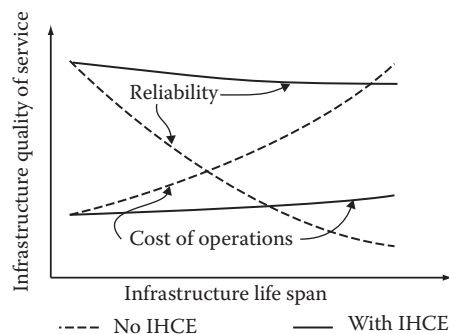 Infrastructure quality of service
Reliability
Cost of operations
Infrastructure life span
No IHCE
With IHCE